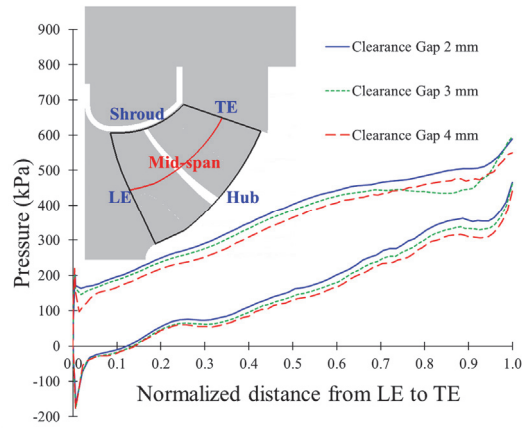 900
800
700
600
500
400
300
200
100
0
-100
-200
Pressure (kPa)
0.0 0.1 0.2 0.3 0.4 0.5 0.6 0.7 0.8 0.9 1.0
Normalized distance from LE to TE
Clearance Gap 2 mm
Clearance Gap 3 mm
Clearance Gap 4 mm
Shroud
TE
Mid-span
LE
Hub